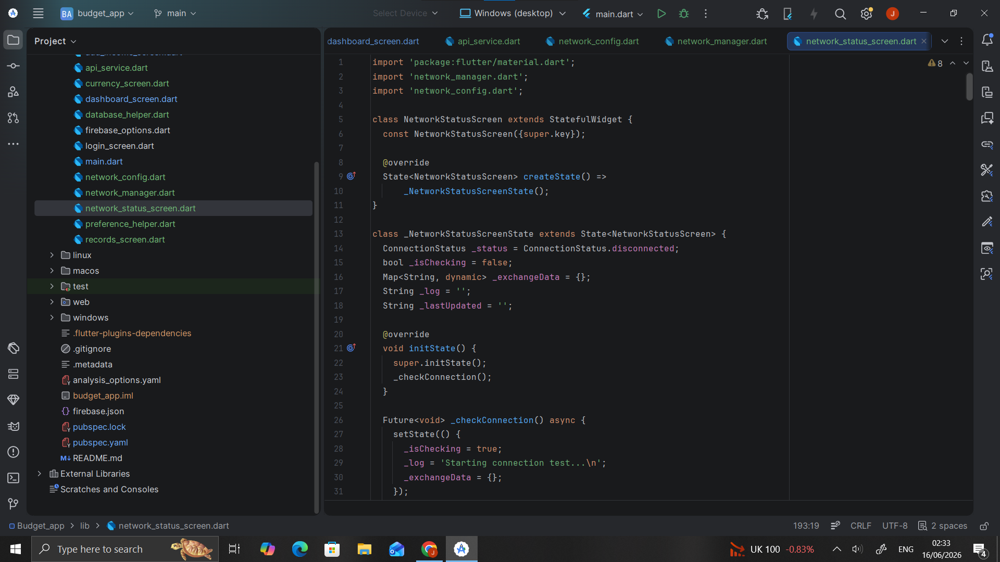 BA budget_app main Select Device Windows (desktop) main.dart J
Project
dashboard_screen.dart api_service.dart network_config.dart network_manager.dart network_status_screen.dart
api_service.dart
currency_screen.dart
dashboard_screen.dart
database_helper.dart
firebase_options.dart
login_screen.dart
main.dart
network_config.dart
network_manager.dart
network_status_screen.dart
preference_helper.dart
records_screen.dart
linux
macos
test
web
windows
.flutter-plugins-dependencies
.gitignore
.metadata
analysis_options.yaml
budget_app.iml
firebase.json
pubspec.lock
pubspec.yaml
README.md
External Libraries
Scratches and Consoles
8
1 import 'package:flutter/material.dart';
2 import 'network_manager.dart';
3 import 'network_config.dart';
4
5 class NetworkStatusScreen extends StatefulWidget {
6 const NetworkStatusScreen({super.key});
7
8 @override
9 State<NetworkStatusScreen> createState() =>
10 _NetworkStatusScreenState();
11 }
12
13 class _NetworkStatusScreenState extends State<NetworkStatusScreen> {
14 ConnectionStatus _status = ConnectionStatus.disconnected;
15 bool _isChecking = false;
16 Map<String, dynamic> _exchangeData = {};
17 String _log = '';
18 String _lastUpdated = '';
19
20 @override
21 void initState() {
22 super.initState();
23 _checkConnection();
24 }
25
26 Future<void> _checkConnection() async {
27 setState(() {
28 _isChecking = true;
29 _log = 'Starting connection test...\n';
30 _exchangeData = {};
31 });
Budget_app > lib > network_status_screen.dart
193:19 CRLF UTF-8 2 spaces
Type here to search
UK 100 -0.83%
ENG
02:33
16/06/2026
4